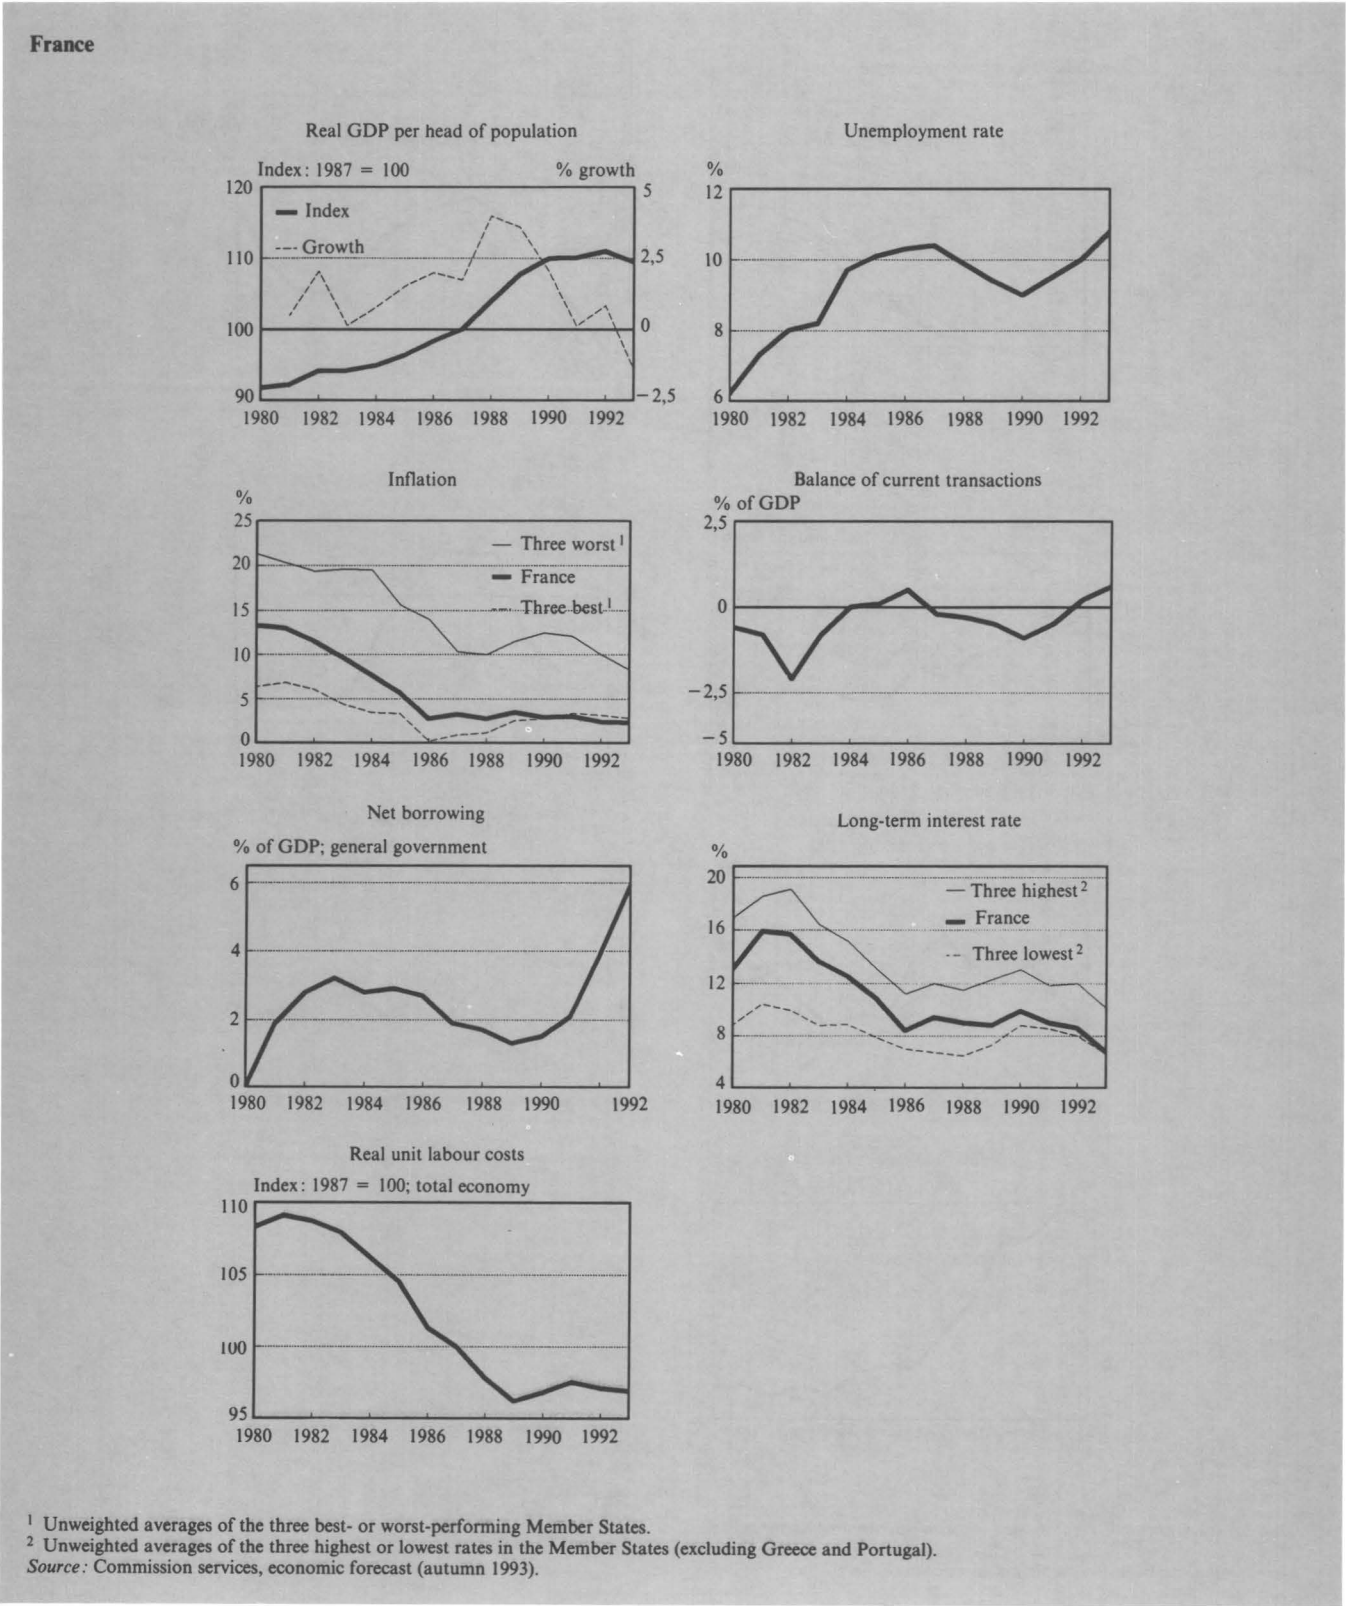 France
Real GDP per head of population
Index: 1987 = 100 % growth
120 5
Index
Growth
110 2,5
100 0
90 −2,5
1980 1982 1984 1986 1988 1990 1992
Unemployment rate
%
12
10
8
6
1980 1982 1984 1986 1988 1990 1992
Inflation
%
25
Three worst 1
20
France
15 Three best 1
10
5
0
1980 1982 1984 1986 1988 1990 1992
Balance of current transactions
% of GDP
2,5
0
−2,5
−5
1980 1982 1984 1986 1988 1990 1992
Net borrowing
% of GDP; general government
6
4
2
0
1980 1982 1984 1986 1988 1990 1992
Long-term interest rate
%
20
Three highest 2
16 France
Three lowest 2
12
8
4
1980 1982 1984 1986 1988 1990 1992
Real unit labour costs
Index: 1987 = 100; total economy
110
105
100
95
1980 1982 1984 1986 1988 1990 1992
1 Unweighted averages of the three best- or worst-performing Member States.
2 Unweighted averages of the three highest or lowest rates in the Member States (excluding Greece and Portugal).
Source: Commission services, economic forecast (autumn 1993).